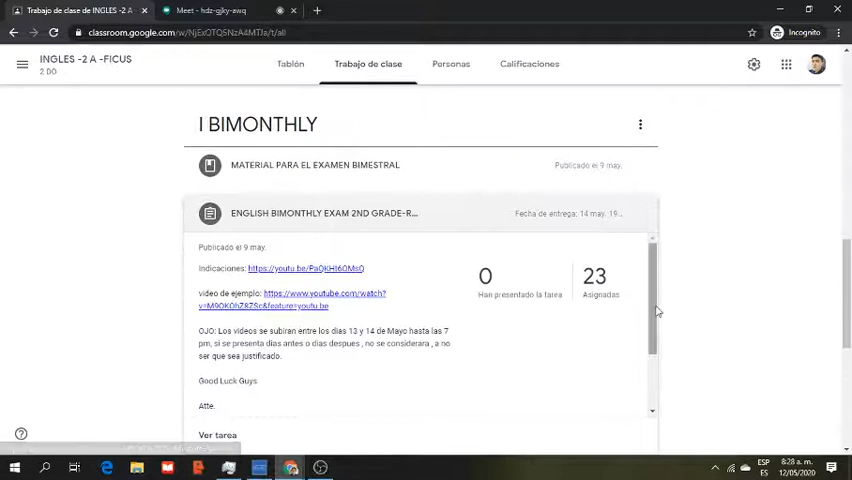 Trabajo de clase de INGLES -2 A
Meet - hdz-gjky-awq
classroom.google.com/w/NjExOTQ5NzA4MTJa/t/all
Incognito
INGLES -2 A -FICUS
2 DO
Tablón
Trabajo de clase
Personas
Calificaciones
I BIMONTHLY
MATERIAL PARA EL EXAMEN BIMESTRAL
Publicado el 9 may.
ENGLISH BIMONTHLY EXAM 2ND GRADE-R...
Fecha de entrega: 14 may. 19...
Publicado el 9 may.
Indicaciones: https://youtu.be/PaQKHt6OMsQ
0
23
Han presentado la tarea
Asignadas
video de ejemplo: https://www.youtube.com/watch?
v=M9OKOhZ8ZSc&feature=youtu.be
OJO: Los videos se subiran entre los dias 13 y 14 de Mayo hasta las 7
pm, si se presenta días antes o dias despues , no se considerara , a no
ser que sea justificado.
Good Luck Guys
Atte.
Ver tarea
ESP
ES
8:28 a. m.
12/05/2020